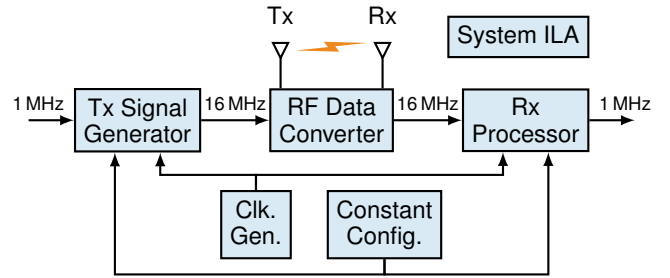 Tx
Rx
System ILA
1 MHz
Tx Signal
Generator
16 MHz
RF Data
Converter
16 MHz
Rx
Processor
1 MHz
Clk.
Gen.
Constant
Config.